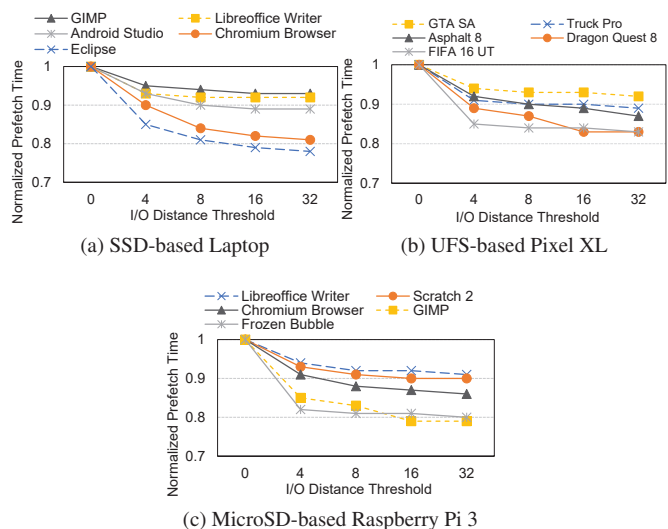 GIMP Libreoffice Writer
Android Studio Chromium Browser
Eclipse
Normalized Prefetch Time
1
0.9
0.8
0.7
0 4 8 16 32
I/O Distance Threshold
(a) SSD-based Laptop
GTA SA Truck Pro
Asphalt 8 Dragon Quest 8
FIFA 16 UT
Normalized Prefetch Time
1
0.9
0.8
0.7
0 4 8 16 32
I/O Distance Threshold
(b) UFS-based Pixel XL
Libreoffice Writer Scratch 2
Chromium Browser GIMP
Frozen Bubble
Normalized Prefetch Time
1
0.9
0.8
0.7
0 4 8 16 32
I/O Distance Threshold
(c) MicroSD-based Raspberry Pi 3